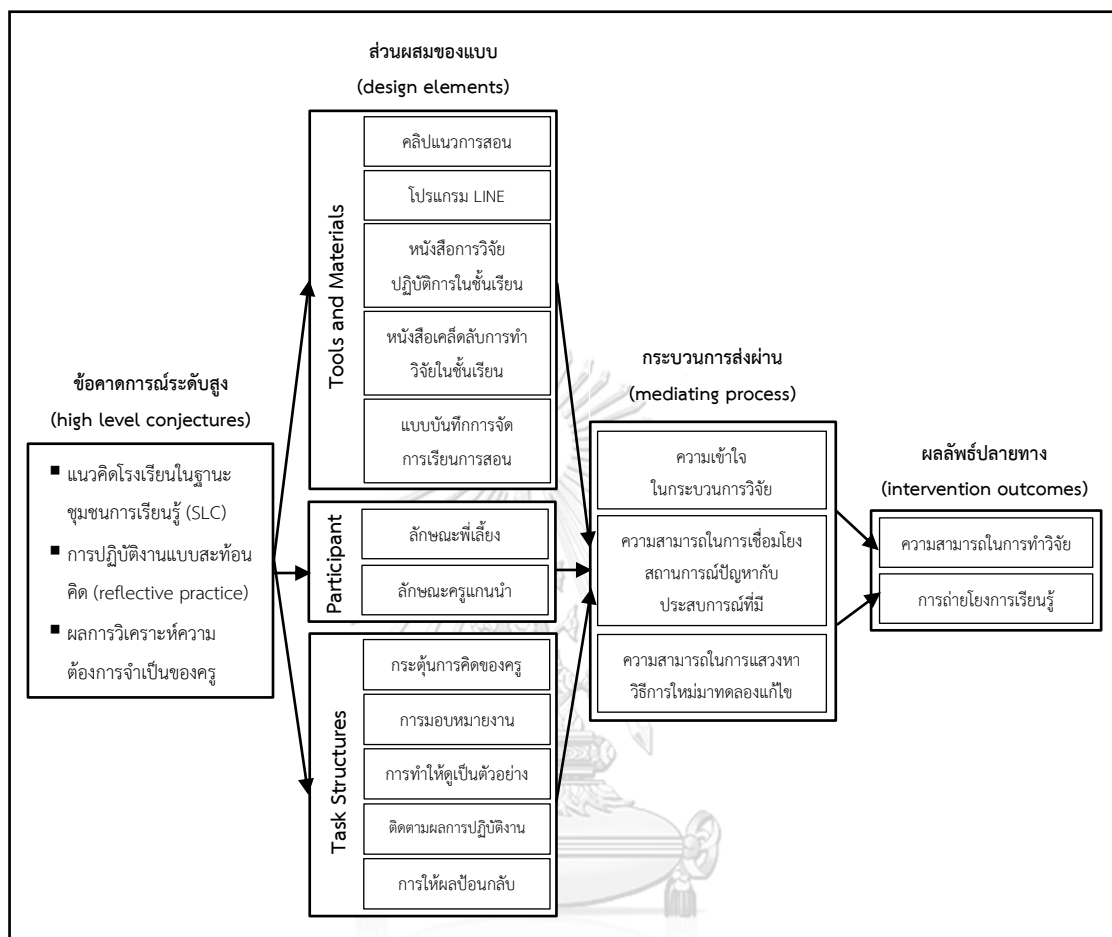 ส่วนผสมของแบบ
(design elements)
Tools and Materials
คลิปแนวการสอน
โปรแกรม LINE
หนังสือการวิจัย
ปฏิบัติการในชั้นเรียน
หนังสือเคล็ดลับการทำ
วิจัยในชั้นเรียน
แบบบันทึกการจัด
การเรียนการสอน
ข้อคาดการณ์ระดับสูง
(high level conjectures)
▪ แนวคิดโรงเรียนในฐานะ
ชุมชนการเรียนรู้ (SLC)
▪ การปฏิบัติงานแบบสะท้อน
คิด (reflective practice)
▪ ผลการวิเคราะห์ความ
ต้องการจำเป็นของครู
Participant
ลักษณะพี่เลี้ยง
ลักษณะครูแกนนำ
Task Structures
กระตุ้นการคิดของครู
การมอบหมายงาน
การทำให้ดูเป็นตัวอย่าง
ติดตามผลการปฏิบัติงาน
การให้ผลป้อนกลับ
กระบวนการส่งผ่าน
(mediating process)
ความเข้าใจ
ในกระบวนการวิจัย
ความสามารถในการเชื่อมโยง
สถานการณ์ปัญหากับ
ประสบการณ์ที่มี
ความสามารถในการแสวงหา
วิธีการใหม่มาทดลองแก้ไข
ผลลัพธ์ปลายทาง
(intervention outcomes)
ความสามารถในการทำวิจัย
การถ่ายโยงการเรียนรู้